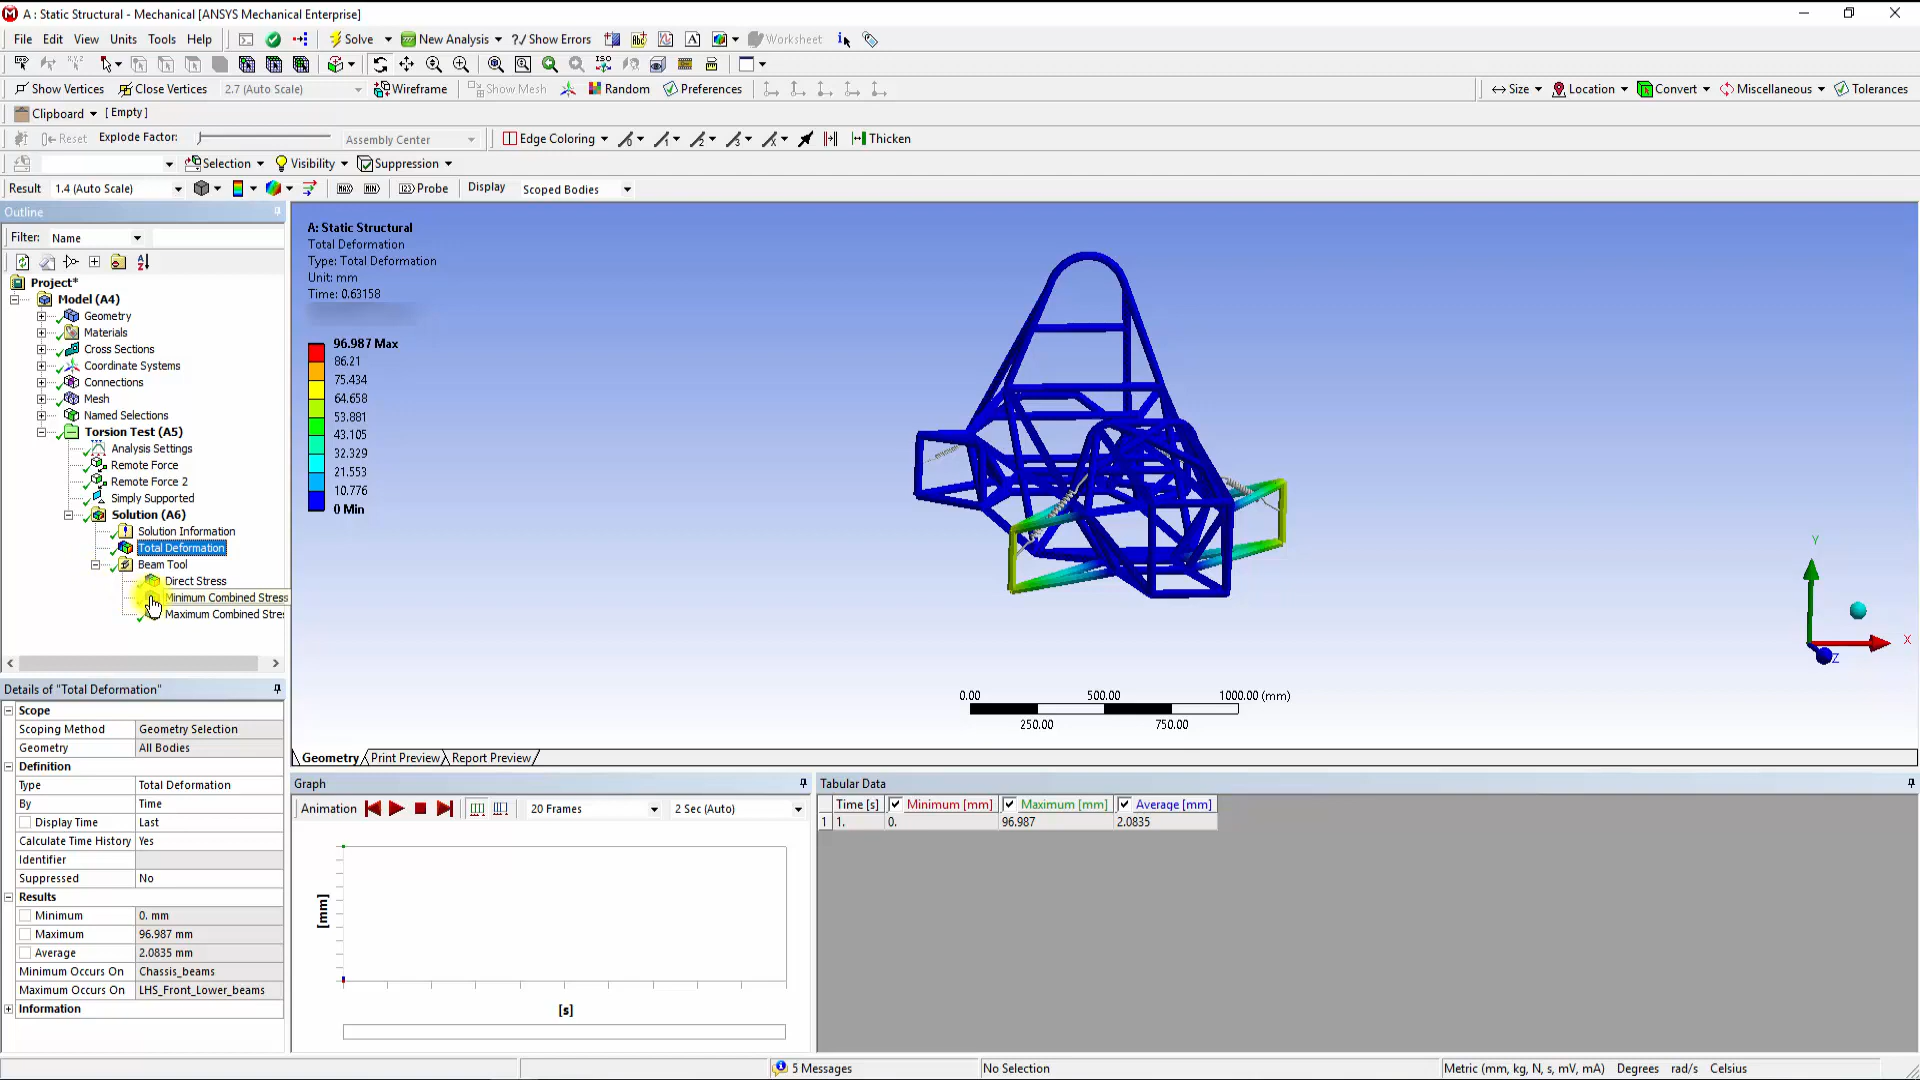 A : Static Structural - Mechanical [ANSYS Mechanical Enterprise]
File Edit View Units Tools Help Solve New Analysis ?/ Show Errors Worksheet
Show Vertices Close Vertices 2.7 (Auto Scale) Wireframe Show Mesh Random Preferences Size Location Convert Miscellaneous Tolerances
Clipboard [ Empty ]
Reset Explode Factor: Assembly Center Edge Coloring Thicken
Selection Visibility Suppression
Result 1.4 (Auto Scale) MAX MIN Probe Display Scoped Bodies
Outline
Filter: Name
Project*
Model (A4)
Geometry
Materials
Cross Sections
Coordinate Systems
Connections
Mesh
Named Selections
Torsion Test (A5)
Analysis Settings
Remote Force
Remote Force 2
Simply Supported
Solution (A6)
Solution Information
Total Deformation
Beam Tool
Direct Stress
Minimum Combined Stress
Maximum Combined Stre
A: Static Structural
Total Deformation
Type: Total Deformation
Unit: mm
Time: 0.63158
96.987 Max
86.21
75.434
64.658
53.881
43.105
32.329
21.553
10.776
0 Min
Y
X
Z
0.00 500.00 1000.00 (mm)
250.00 750.00
Geometry Print Preview Report Preview
Details of "Total Deformation"
Scope
Scoping Method Geometry Selection
Geometry All Bodies
Definition
Type Total Deformation
By Time
Display Time Last
Calculate Time History Yes
Identifier
Suppressed No
Results
Minimum 0. mm
Maximum 96.987 mm
Average 2.0835 mm
Minimum Occurs On Chassis_beams
Maximum Occurs On LHS_Front_Lower_beams
Information
Graph
Animation 20 Frames 2 Sec (Auto)
[mm]
[s]
Tabular Data
Time [s] Minimum [mm] Maximum [mm] Average [mm]
1 1. 0. 96.987 2.0835
5 Messages No Selection Metric (mm, kg, N, s, mV, mA) Degrees rad/s Celsius